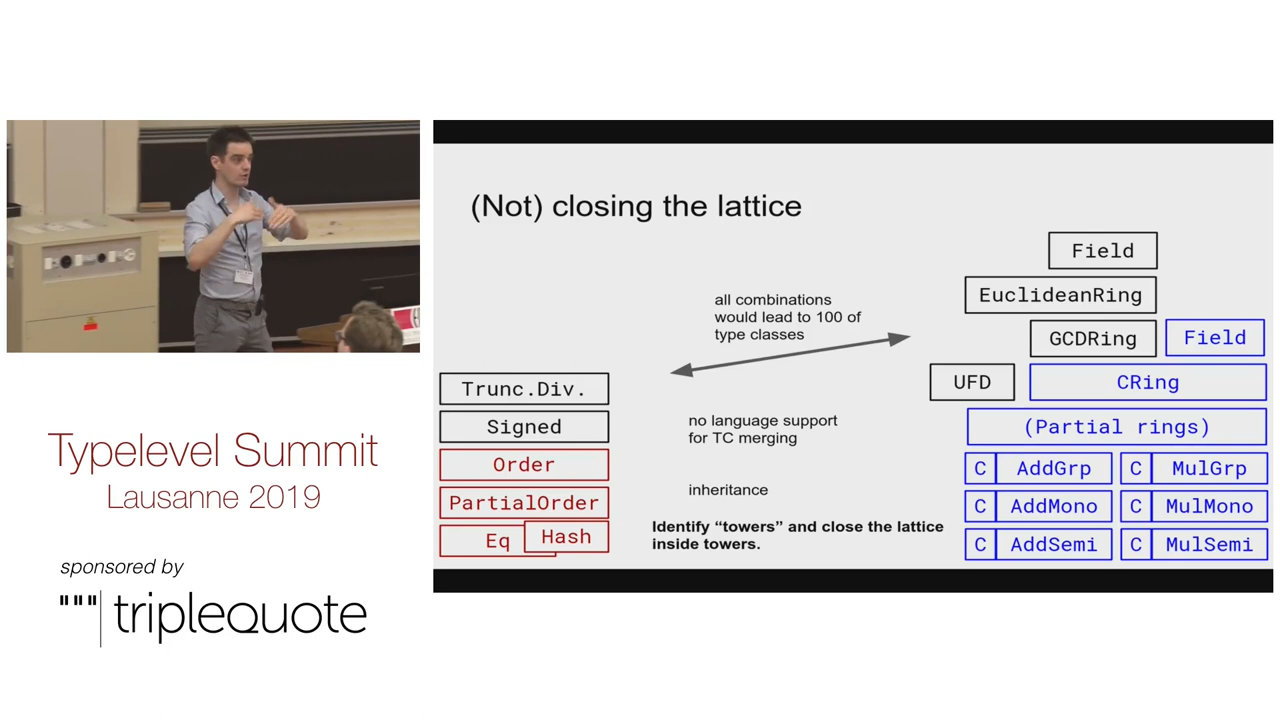 (Not) closing the lattice
Field
EuclideanRing
all combinations
would lead to 100 of
type classes
GCDRing
Field
UFD
CRing
Trunc.Div.
Signed
no language support
for TC merging
(Partial rings)
Order
C AddGrp C MulGrp
PartialOrder
inheritance
C AddMono C MulMono
Eq Hash
Identify “towers” and close the lattice
inside towers.
C AddSemi C MulSemi
Typelevel Summit
Lausanne 2019
sponsored by
""" triplequote